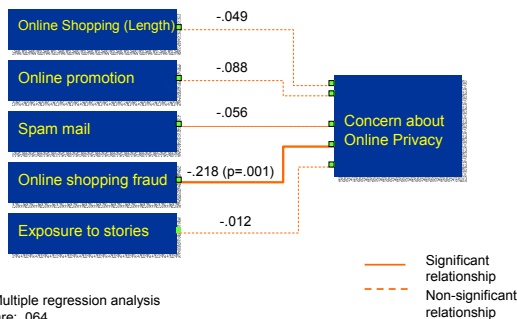 Online Shopping (Length)
-.049
Online promotion
-.088
Spam mail
-.056
Concern about
Online Privacy
Online shopping fraud
-.218 (p=.001)
Exposure to stories
-.012
Significant
relationship
Non-significant
relationship
ultiple regression analysis
.064